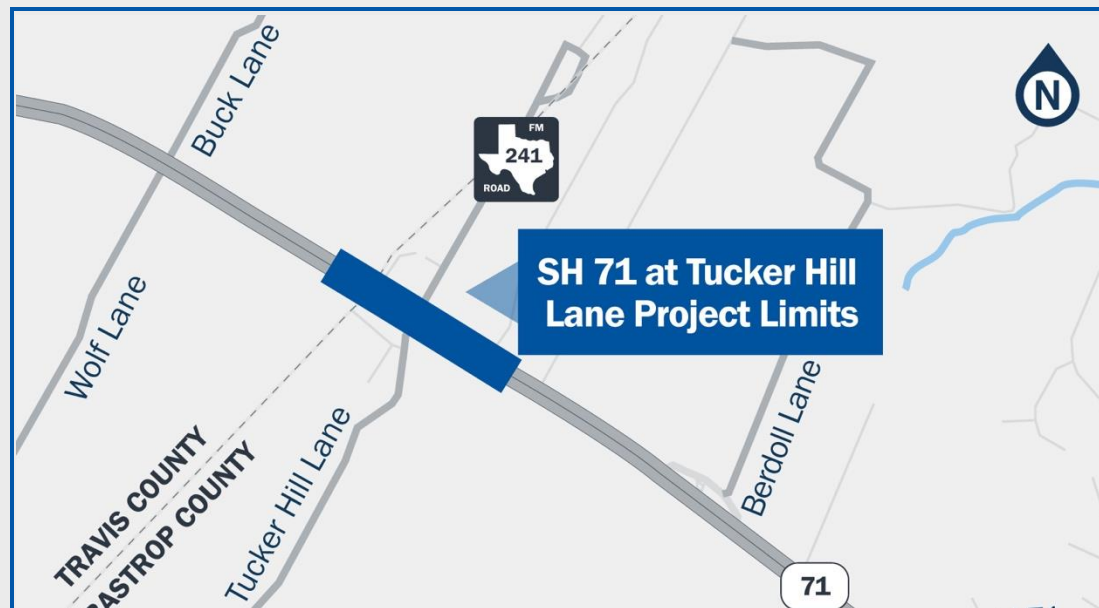 Buck Lane
N
FM
241
ROAD
SH 71 at Tucker Hill
Lane Project Limits
Wolf Lane
Berdoll Lane
TRAVIS COUNTY
BASTROP COUNTY
Tucker Hill Lane
71